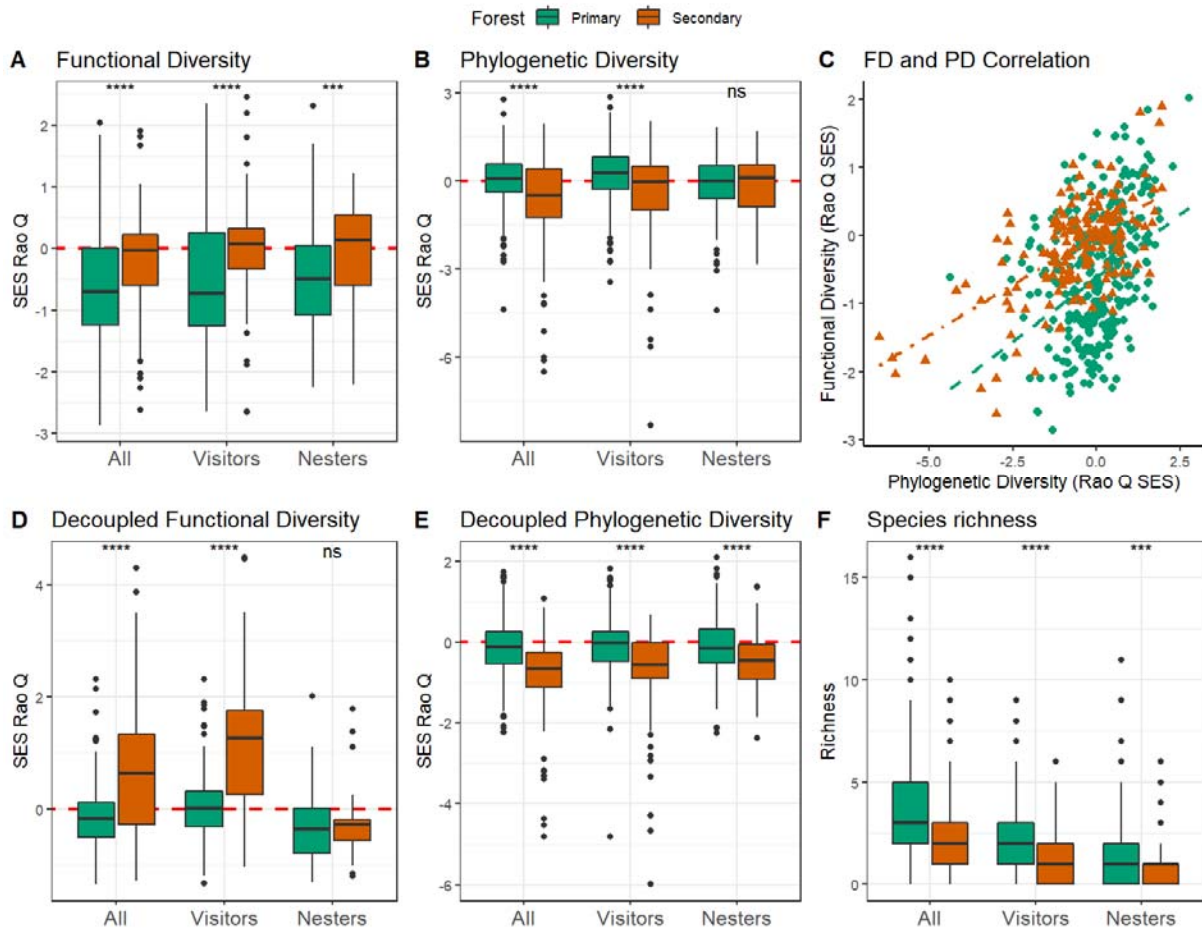 Forest Primary Secondary
A Functional Diversity
SES Rao Q
2
1
0
-1
-2
-3
**** **** ***
All Visitors Nesters
B Phylogenetic Diversity
SES Rao Q
3
0
-3
-6
**** **** ns
All Visitors Nesters
C FD and PD Correlation
Functional Diversity (Rao Q SES)
2
1
0
-1
-2
-3
-5.0 -2.5 0.0 2.5
Phylogenetic Diversity (Rao Q SES)
D Decoupled Functional Diversity
SES Rao Q
4
2
0
**** **** ns
All Visitors Nesters
E Decoupled Phylogenetic Diversity
SES Rao Q
2
0
-2
-4
-6
**** **** ****
All Visitors Nesters
F Species richness
Richness
15
10
5
0
**** **** ***
All Visitors Nesters